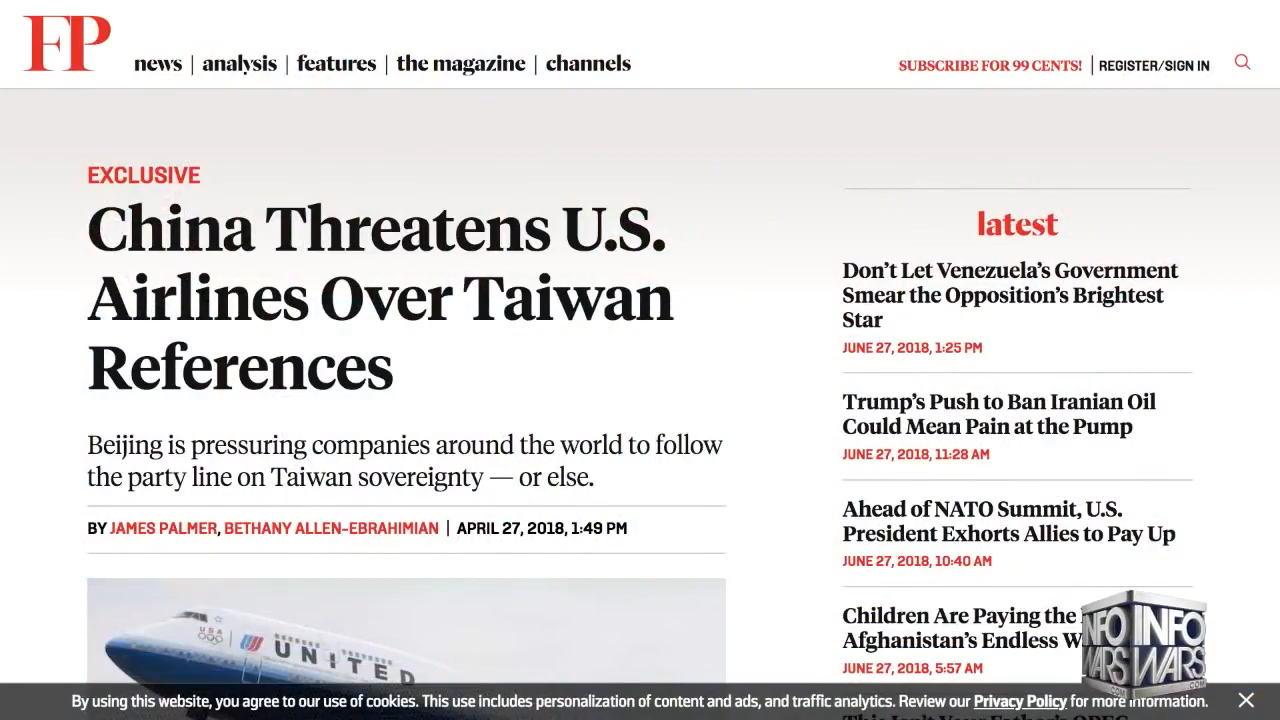 FP
news | analysis | features | the magazine | channels
SUBSCRIBE FOR 99 CENTS! | REGISTER/SIGN IN
EXCLUSIVE
China Threatens U.S.
Airlines Over Taiwan
References
Beijing is pressuring companies around the world to follow
the party line on Taiwan sovereignty — or else.
BY JAMES PALMER, BETHANY ALLEN-EBRAHIMIAN | APRIL 27, 2018, 1:49 PM
USA
UNITED
latest
Don't Let Venezuela's Government
Smear the Opposition's Brightest
Star
JUNE 27, 2018, 1:25 PM
Trump's Push to Ban Iranian Oil
Could Mean Pain at the Pump
JUNE 27, 2018, 11:28 AM
Ahead of NATO Summit, U.S.
President Exhorts Allies to Pay Up
JUNE 27, 2018, 10:40 AM
Children Are Paying the
Afghanistan's Endless W
JUNE 27, 2018, 5:57 AM
INFO INFO
WARS WARS
.COM .COM
By using this website, you agree to our use of cookies. This use includes personalization of content and ads, and traffic analytics. Review our Privacy Policy for more information.